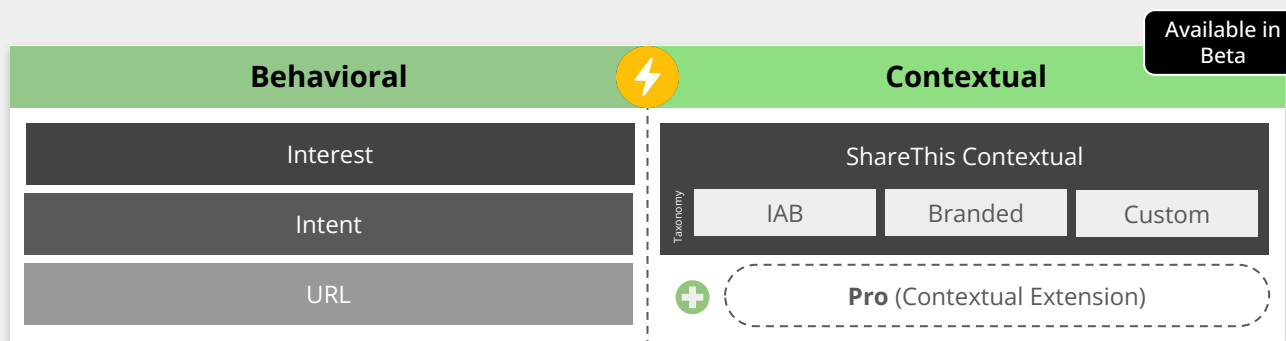 Available in
Beta
Behavioral
Contextual
Interest
Intent
URL
ShareThis Contextual
Taxonomy
IAB
Branded
Custom
Pro (Contextual Extension)